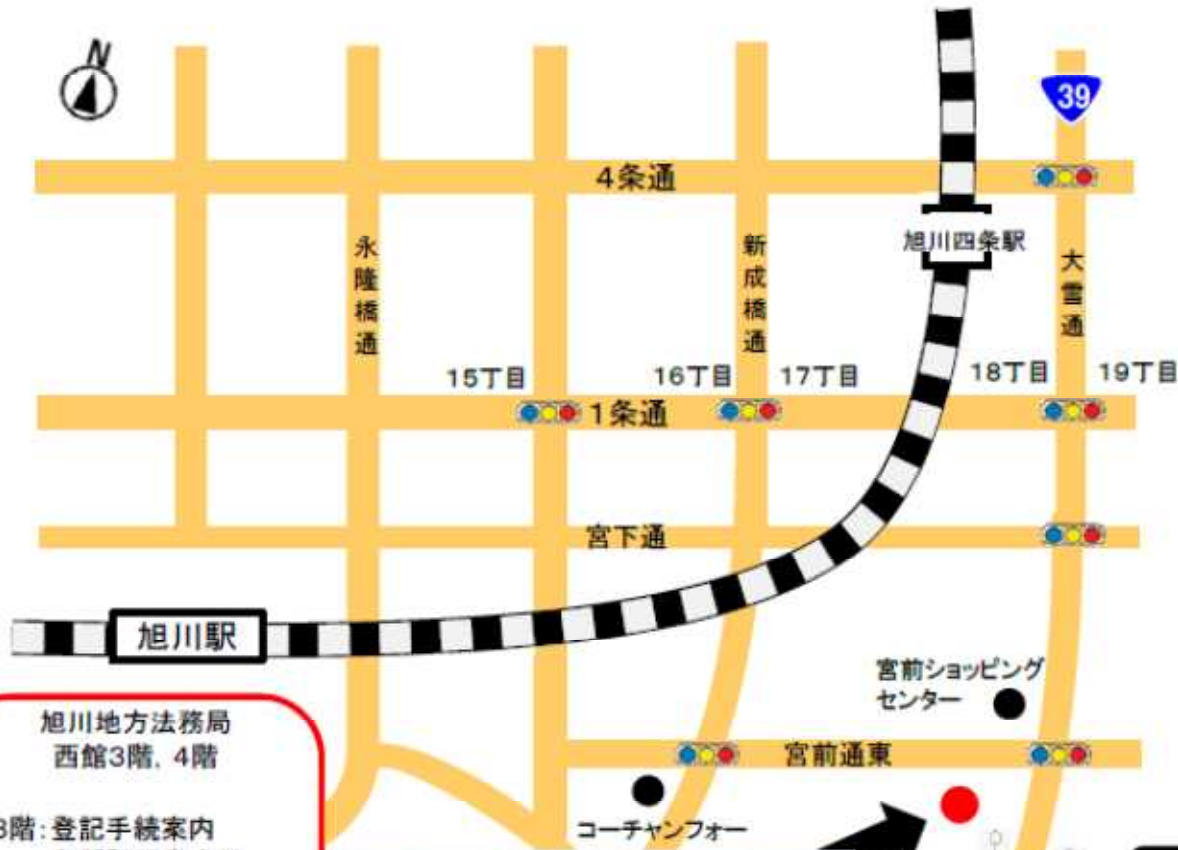 N
39
4条通
旭川四条駅
永隆橋通
新成橋通
大雪通
15丁目
16丁目
17丁目
18丁目
19丁目
1条通
宮下通
旭川駅
宮前ショッピング
センター
旭川地方法務局
西館3階, 4階
宮前通東
3階:登記手続案内
コーチャンフォー